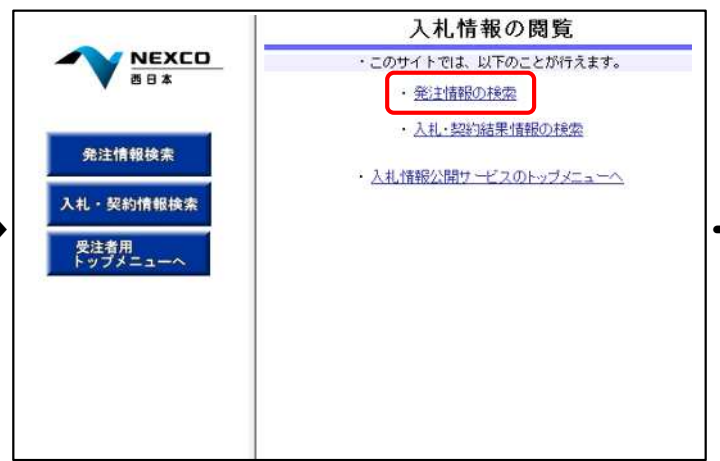 NEXCO
西日本
発注情報検索
入札・契約情報検索
受注者用
トップメニューへ
入札情報の閲覧
・このサイトでは、以下のことが行えます。
・発注情報の検索
・入札・契約結果情報の検索
・入札情報公開サービスのトップメニューへ